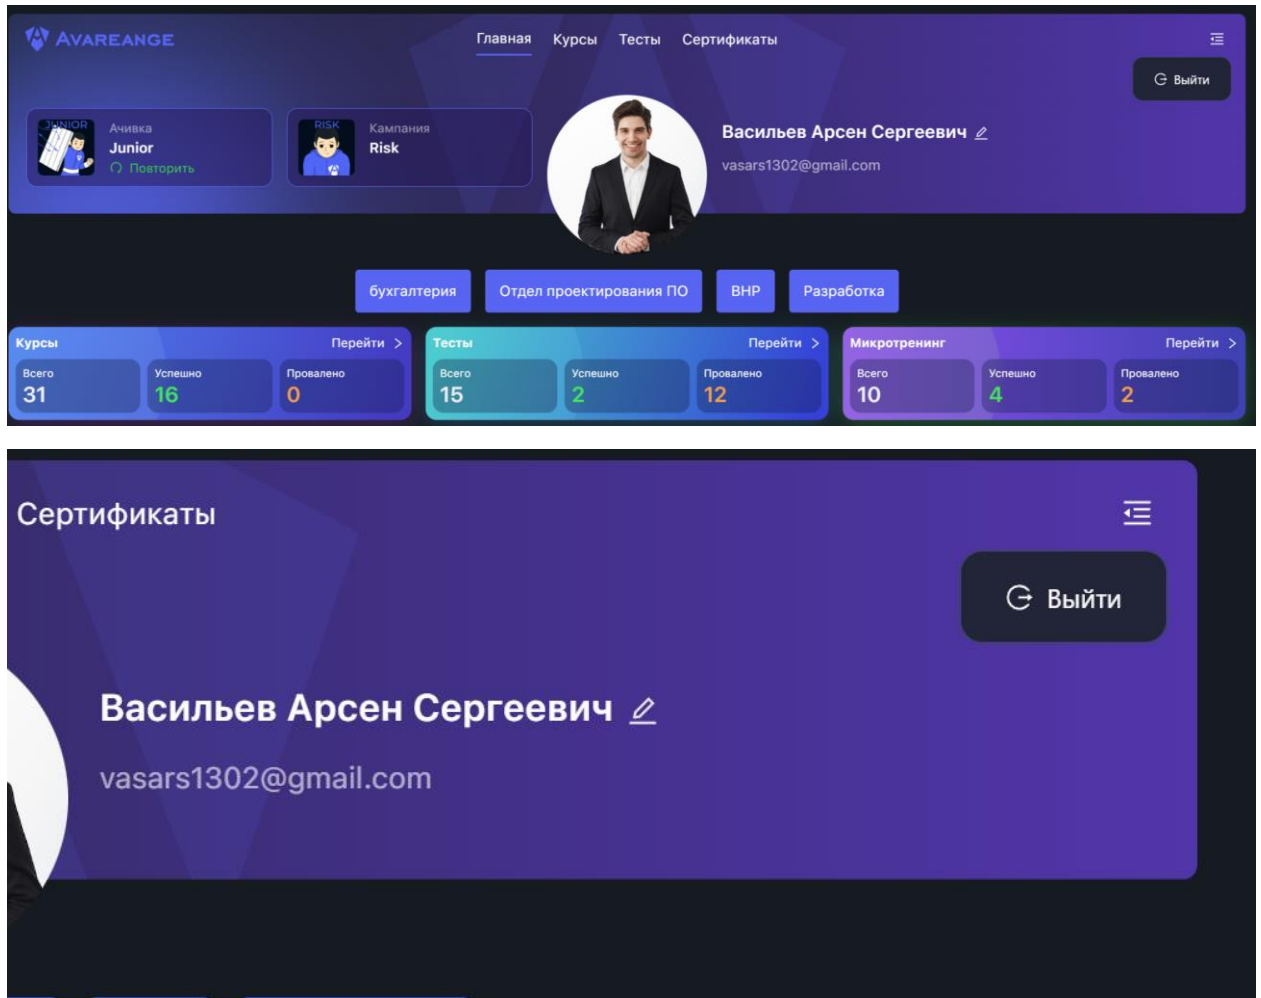 AVAREANGE
Главная Курсы Тесты Сертификаты
Выйти
JUNIOR
Ачивка
Junior
Повторить
RISK
Кампания
Risk
Васильев Арсен Сергеевич
vasars1302@gmail.com
бухгалтерия Отдел проектирования ПО ВНР Разработка
Курсы Перейти >
Всего Успешно Провалено
31 16 0
Тесты Перейти >
Всего Успешно Провалено
15 2 12
Микротренинг Перейти >
Всего Успешно Провалено
10 4 2
Сертификаты
Выйти
Васильев Арсен Сергеевич
vasars1302@gmail.com